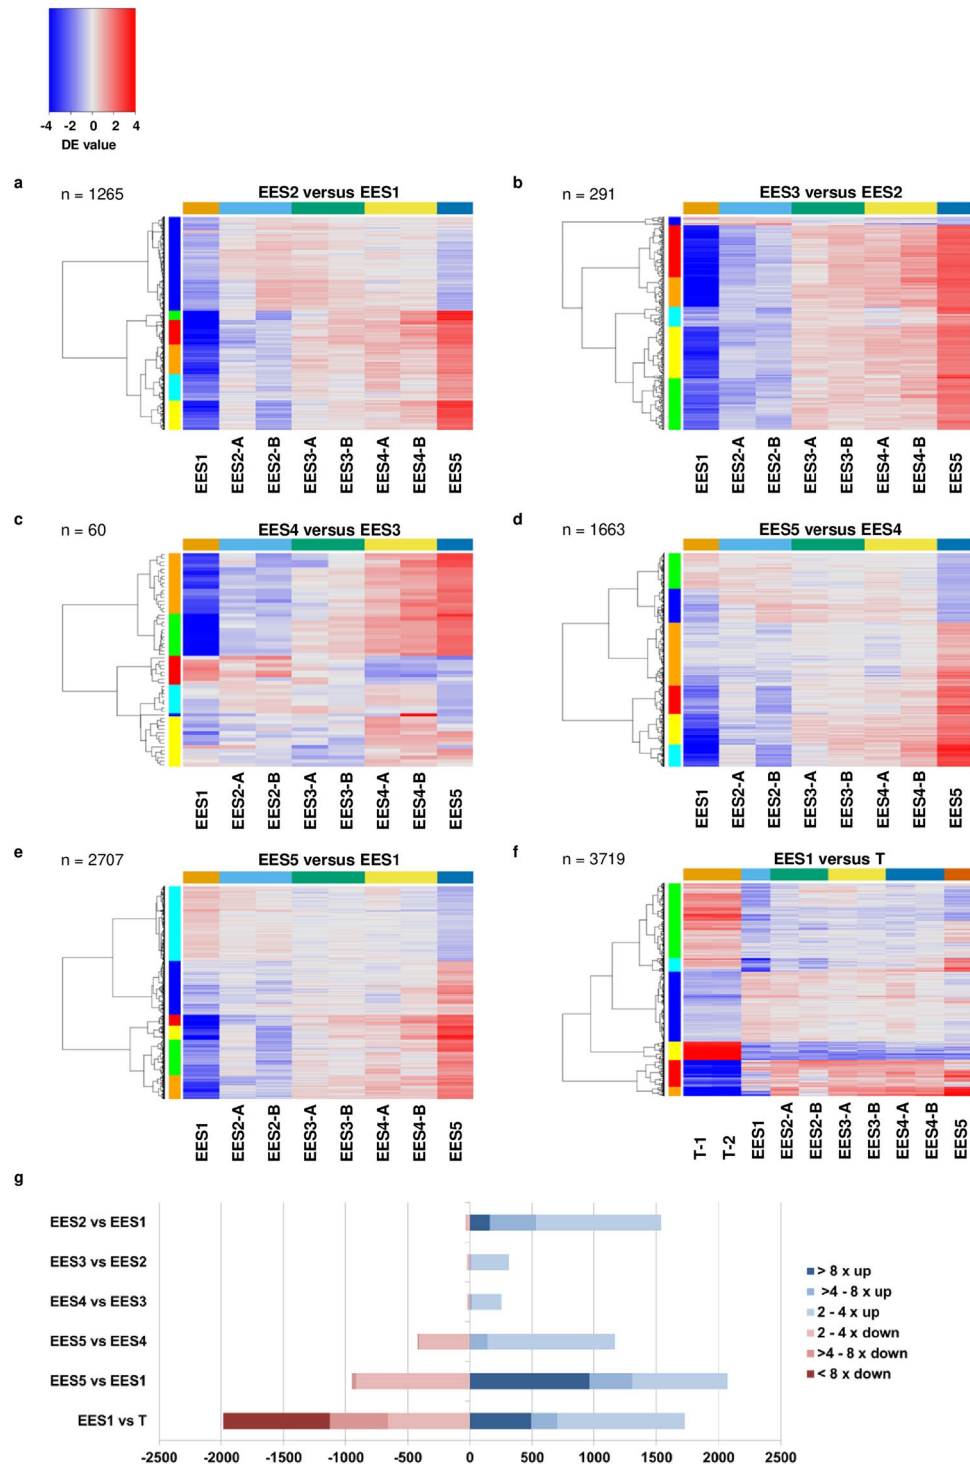 -4 -2 0 2 4
DE value
a
n = 1265
EES2 versus EES1
EES1
EES2-A
EES2-B
EES3-A
EES3-B
EES4-A
EES4-B
EES5
b
n = 291
EES3 versus EES2
EES1
EES2-A
EES2-B
EES3-A
EES3-B
EES4-A
EES4-B
EES5
c
n = 60
EES4 versus EES3
EES1
EES2-A
EES2-B
EES3-A
EES3-B
EES4-A
EES4-B
EES5
d
n = 1663
EES5 versus EES4
EES1
EES2-A
EES2-B
EES3-A
EES3-B
EES4-A
EES4-B
EES5
e
n = 2707
EES5 versus EES1
EES1
EES2-A
EES2-B
EES3-A
EES3-B
EES4-A
EES4-B
EES5
f
n = 3719
EES1 versus T
T-1
T-2
EES1
EES2-A
EES2-B
EES3-A
EES3-B
EES4-A
EES4-B
EES5
g
EES2 vs EES1
EES3 vs EES2
EES4 vs EES3
EES5 vs EES4
EES5 vs EES1
EES1 vs T
-2500 -2000 -1500 -1000 -500 0 500 1000 1500 2000 2500
> 8 x up
>4 - 8 x up
2 - 4 x up
2 - 4 x down
>4 - 8 x down
< 8 x down